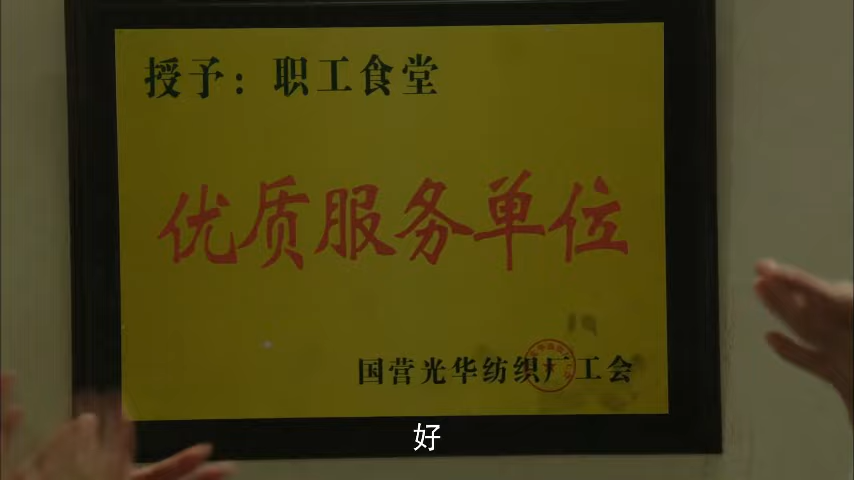 授予：职工食堂
优质服务单位
国营光华纺织厂工会
好